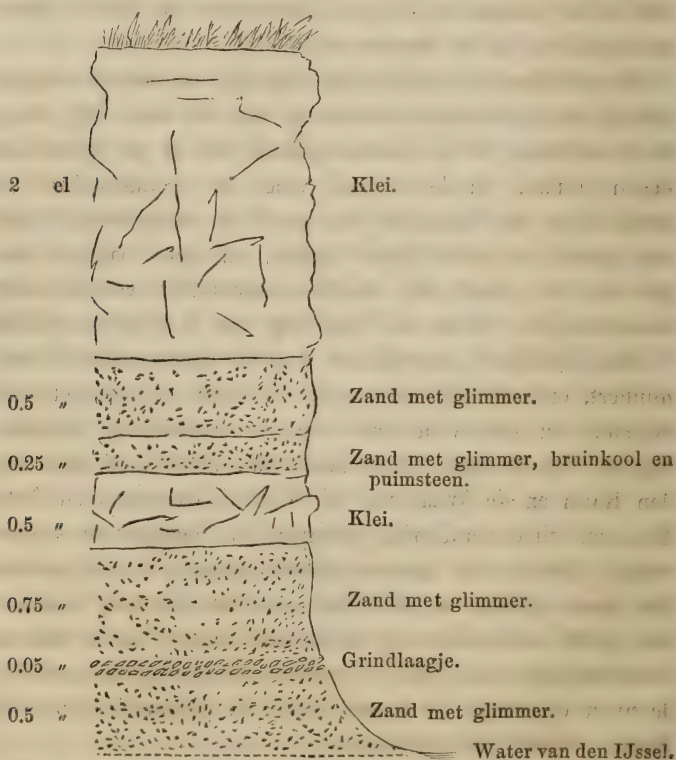 2 el Klei.
0.5 „ Zand met glimmer.
0.25 „ Zand met glimmer, bruinkool en
puimsteen.
0.5 „ Klei.
0.75 „ Zand met glimmer.
0.05 „ Grindlaagje.
0.5 „ Zand met glimmer.
Water van den IJssel.